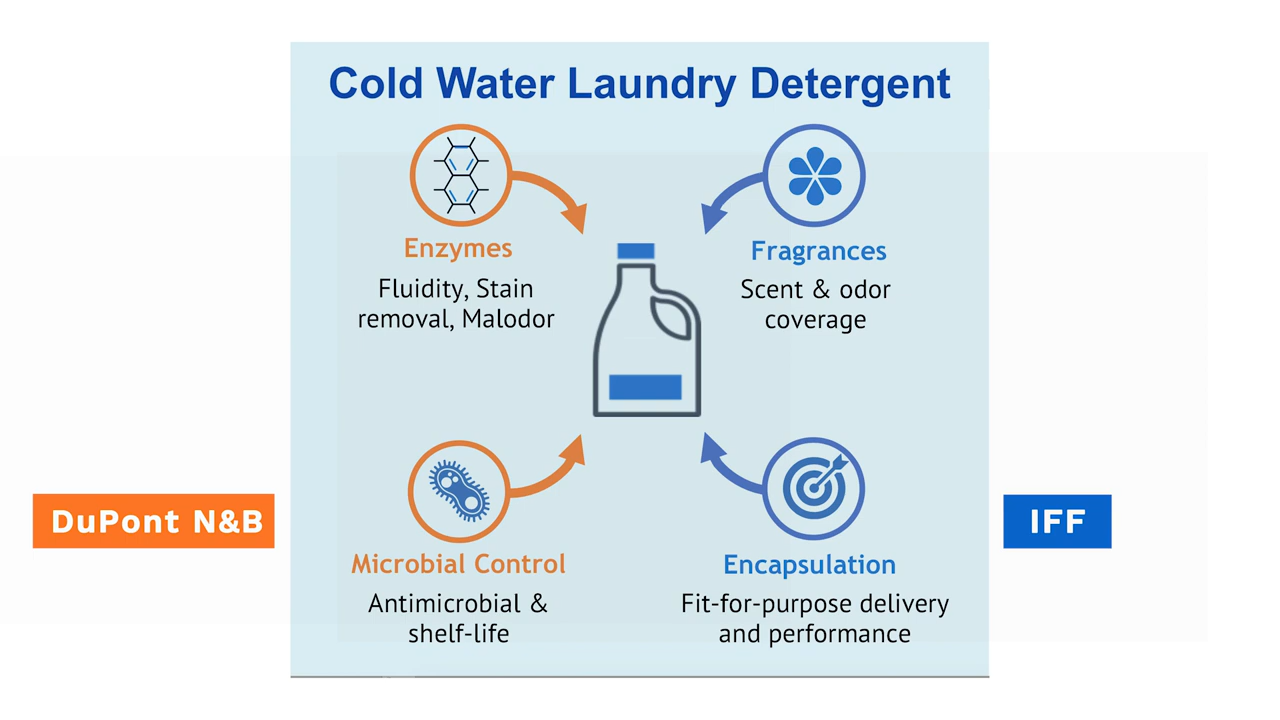 Cold Water Laundry Detergent
Enzymes
Fluidity, Stain
removal, Malodor
Fragrances
Scent & odor
coverage
DuPont N&B
IFF
Microbial Control
Antimicrobial &
shelf-life
Encapsulation
Fit-for-purpose delivery
and performance